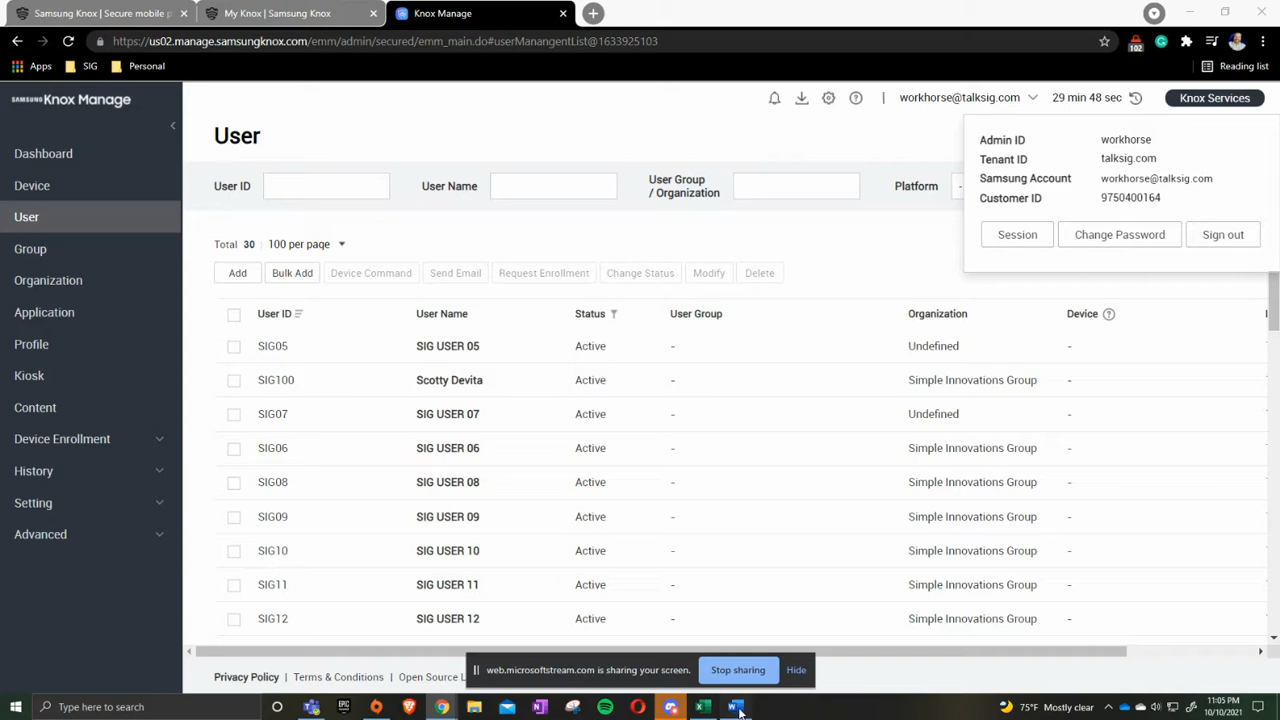 Samsung Knox | Secure mobile p
My Knox | Samsung Knox
Knox Manage
https://us02.manage.samsungknox.com/emm/admin/secured/emm_main.do#userManangentList@1633925103
102
Apps SIG Personal
Reading list
SAMSUNG Knox Manage
workhorse@talksig.com 29 min 48 sec Knox Services
Dashboard
Device
User
Group
Organization
Application
Profile
Kiosk
Content
Device Enrollment
History
Setting
Advanced
User
Admin ID workhorse
Tenant ID talksig.com
Samsung Account workhorse@talksig.com
Customer ID 9750400164
Session Change Password Sign out
User ID User Name User Group / Organization Platform -
Total 30 100 per page
Add Bulk Add Device Command Send Email Request Enrollment Change Status Modify Delete
User ID User Name Status User Group Organization Device
SIG05 SIG USER 05 Active - Undefined -
SIG100 Scotty Devita Active - Simple Innovations Group -
SIG07 SIG USER 07 Active - Undefined -
SIG06 SIG USER 06 Active - Simple Innovations Group -
SIG08 SIG USER 08 Active - Simple Innovations Group -
SIG09 SIG USER 09 Active - Simple Innovations Group -
SIG10 SIG USER 10 Active - Simple Innovations Group -
SIG11 SIG USER 11 Active - Simple Innovations Group -
SIG12 SIG USER 12 Active - Simple Innovations Group -
web.microsoftstream.com is sharing your screen. Stop sharing Hide
Privacy Policy | Terms & Conditions | Open Source L
Type here to search
75°F Mostly clear
11:05 PM
10/10/2021